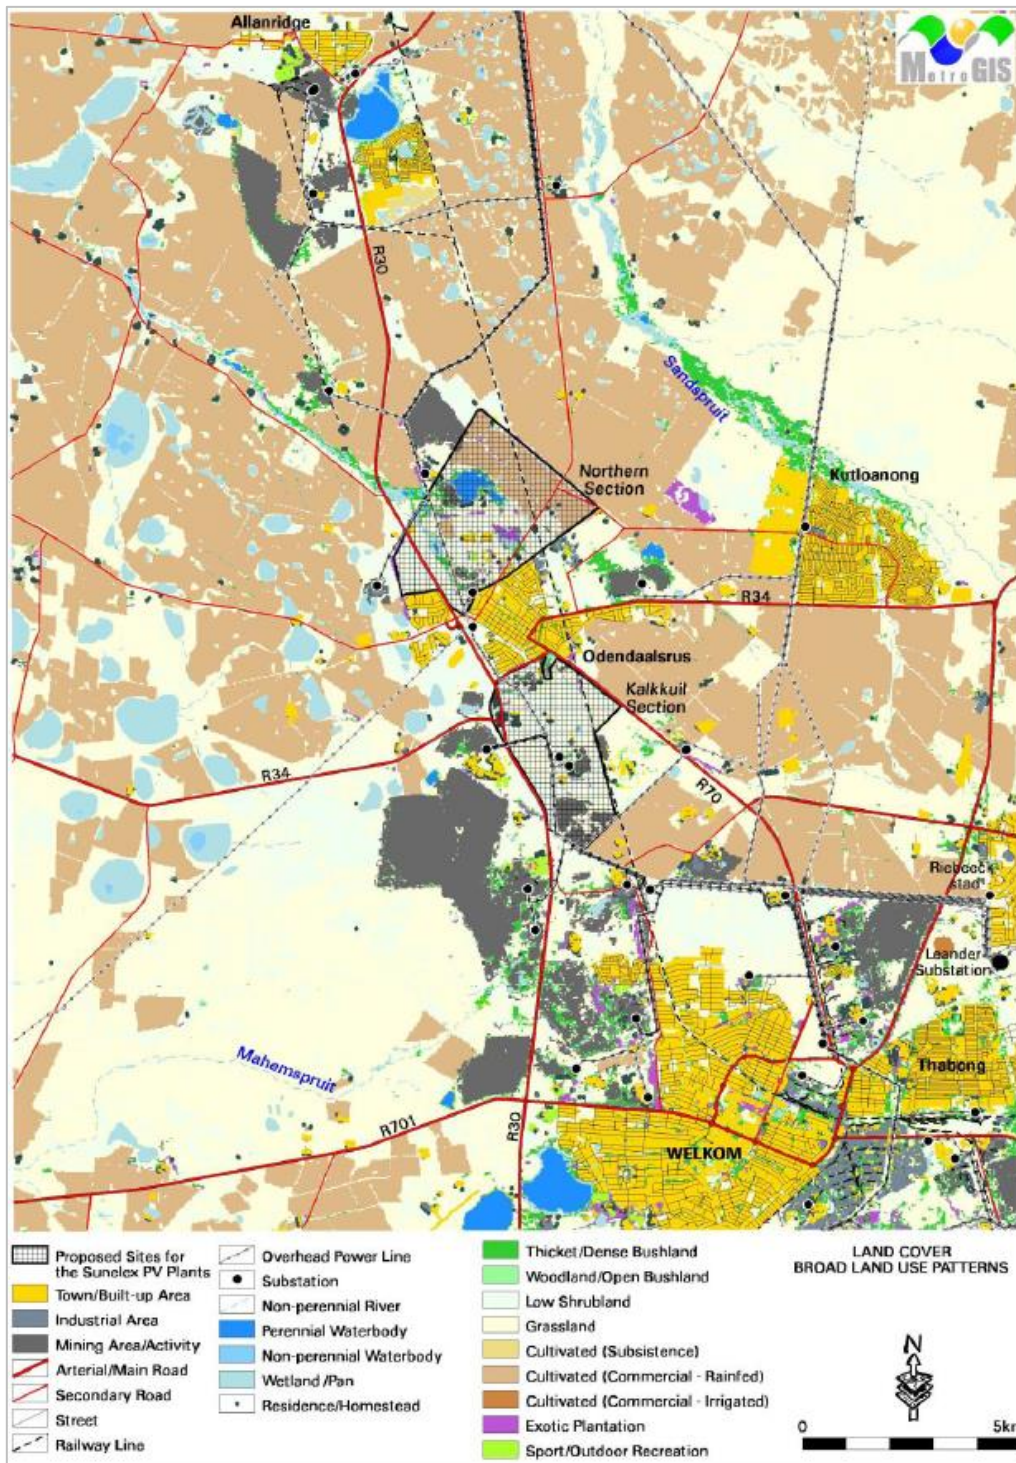 Allanridge
MetroGIS
R30
Sandspruit
Northern
Section
Kutloanong
R34
Odendaalsrus
Kalkkuil
Section
R34
R70
Riebeeck
stad
Leander
Substation
Mahemspruit
Thabong
R701
R30
WELKOM
Proposed Sites for
the Sunelex PV Plants
Town/Built-up Area
Industrial Area
Mining Area/Activity
Arterial/Main Road
Secondary Road
Street
Railway Line
Overhead Power Line
Substation
Non-perennial River
Perennial Waterbody
Non-perennial Waterbody
Wetland /Pan
Residence/Homestead
Thicket/Dense Bushland
Woodland/Open Bushland
Low Shrubland
Grassland
Cultivated (Subsistence)
Cultivated (Commercial - Rainfed)
Cultivated (Commercial - Irrigated)
Exotic Plantation
Sport/Outdoor Recreation
LAND COVER
BROAD LAND USE PATTERNS
N
0 5km